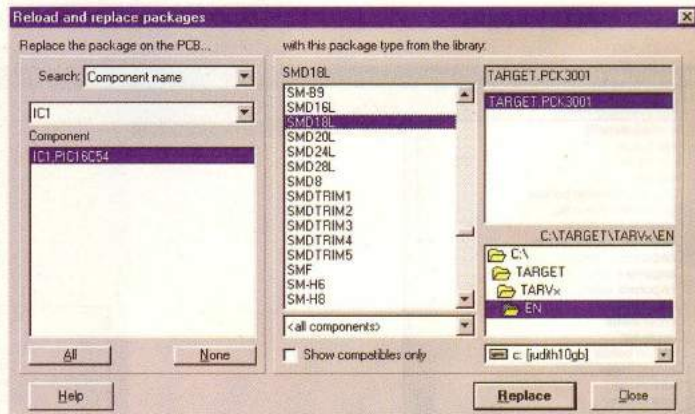 Reload and replace packages
Replace the package on the PCB...
Search:
Component name
IC1
Component
IC1,PIC16C54
All
None
Help
with this package type from the library:
SMD18L
SM-B9
SMD16L
SMD18L
SMD20L
SMD24L
SMD28L
SMD8
SMDTRIM1
SMDTRIM2
SMDTRIM3
SMDTRIM4
SMDTRIM5
SMF
SM-H6
SM-H8
<all components>
Show compatibles only
TARGET.PCK3001
TARGET.PCK3001
C:\TARGET\TARVx\EN
C:\
TARGET
TARVx
EN
c: [judith10gb]
Replace
Close